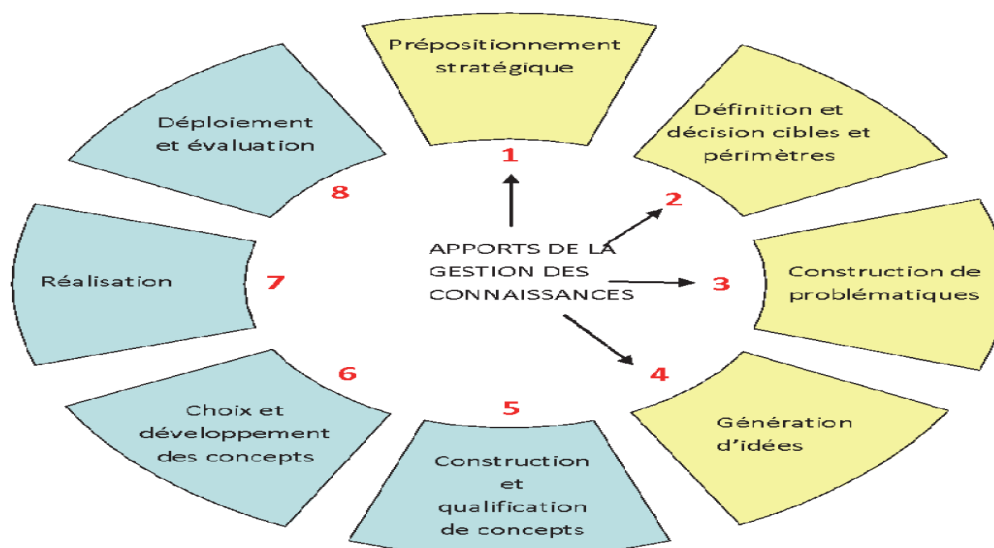 Prépositionnement
stratégique
1
Définition et
décision cibles et
périmètres
2
Construction de
problématiques
3
Génération
d'idées
4
Construction
et
qualification
de concepts
5
Choix et
développement
des concepts
6
Réalisation
7
Déploiement
et évaluation
8
APPORTS DE LA
GESTION DES
CONNAISSANCES